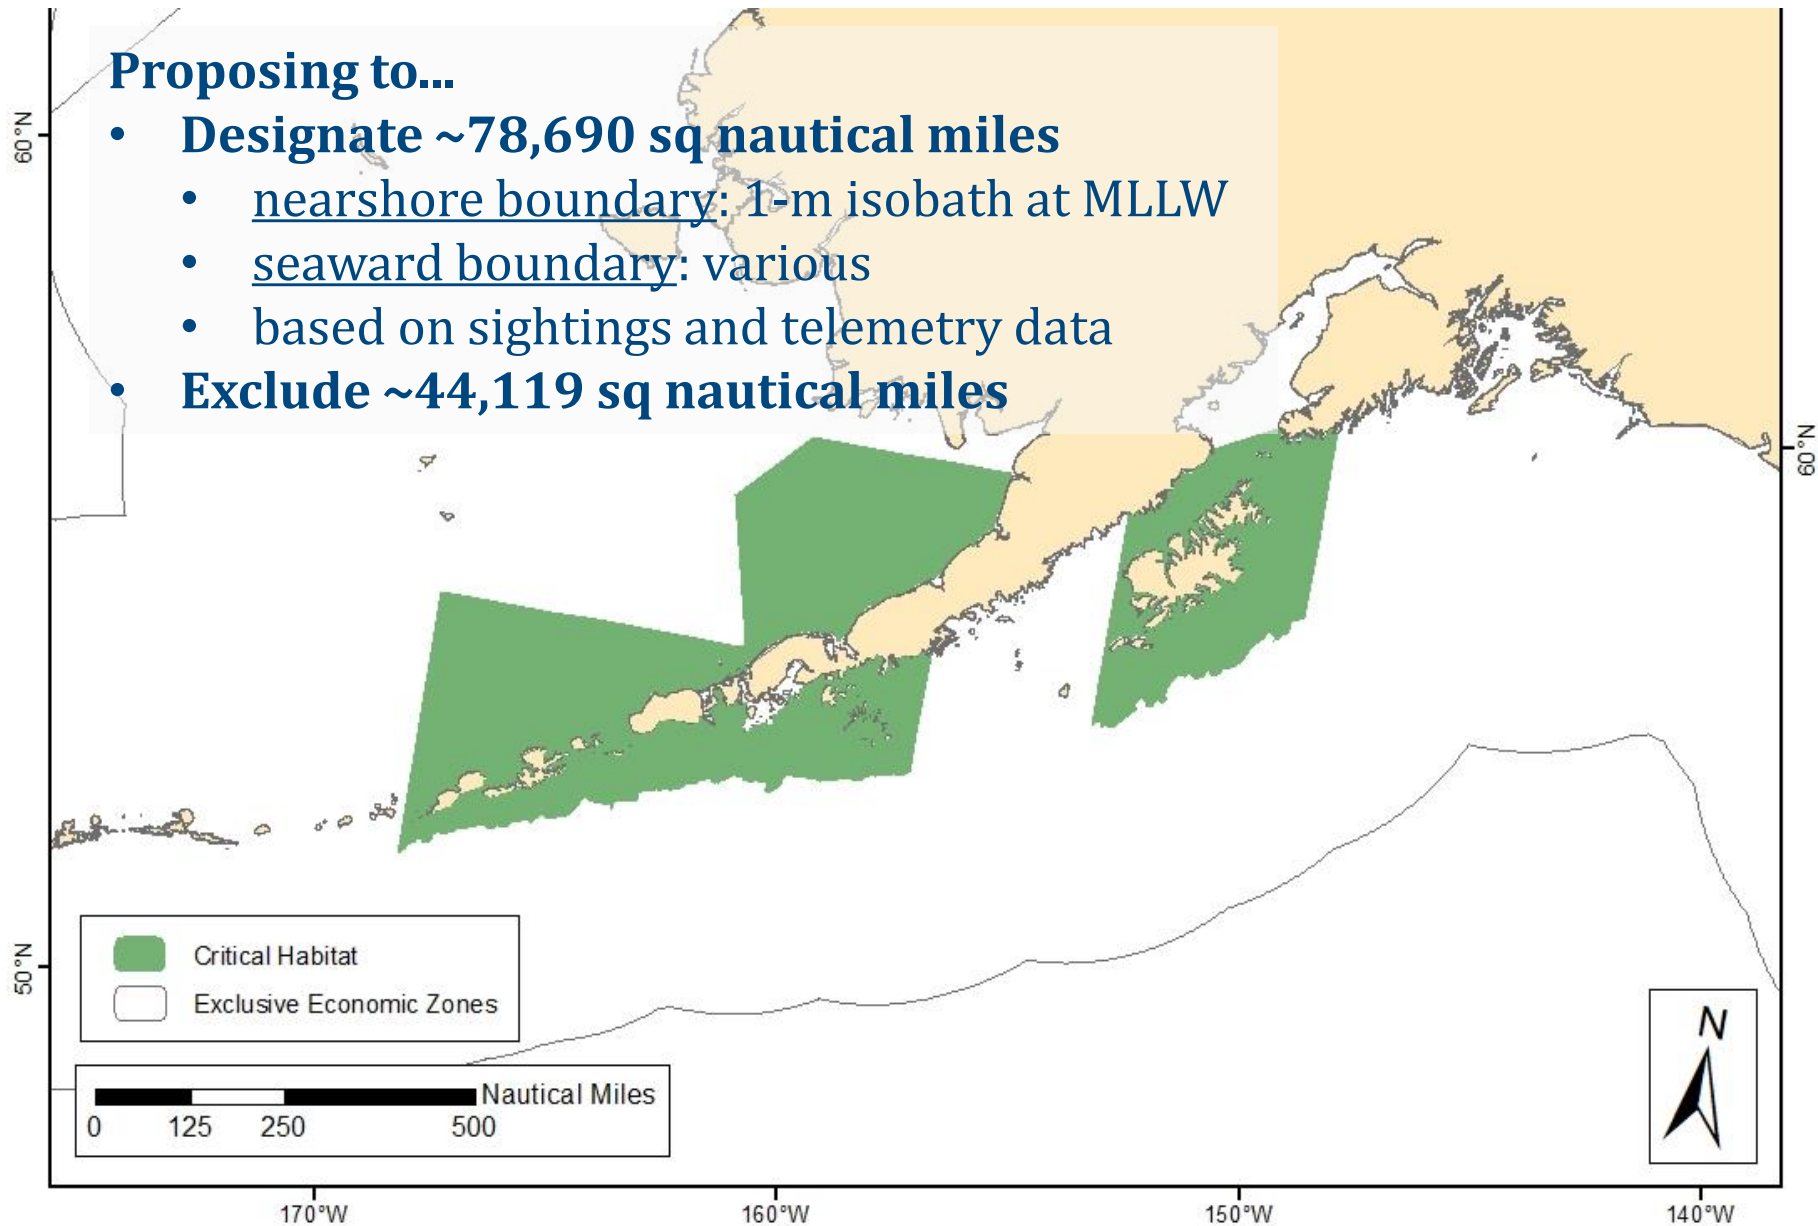 Proposing to...
• Designate ~78,690 sq nautical miles
• nearshore boundary: 1-m isobath at MLLW
• seaward boundary: various
• based on sightings and telemetry data
• Exclude ~44,119 sq nautical miles
60°N
60°N
50°N
Critical Habitat
Exclusive Economic Zones
Nautical Miles
0 125 250 500
N
170°W 160°W 150°W 140°W